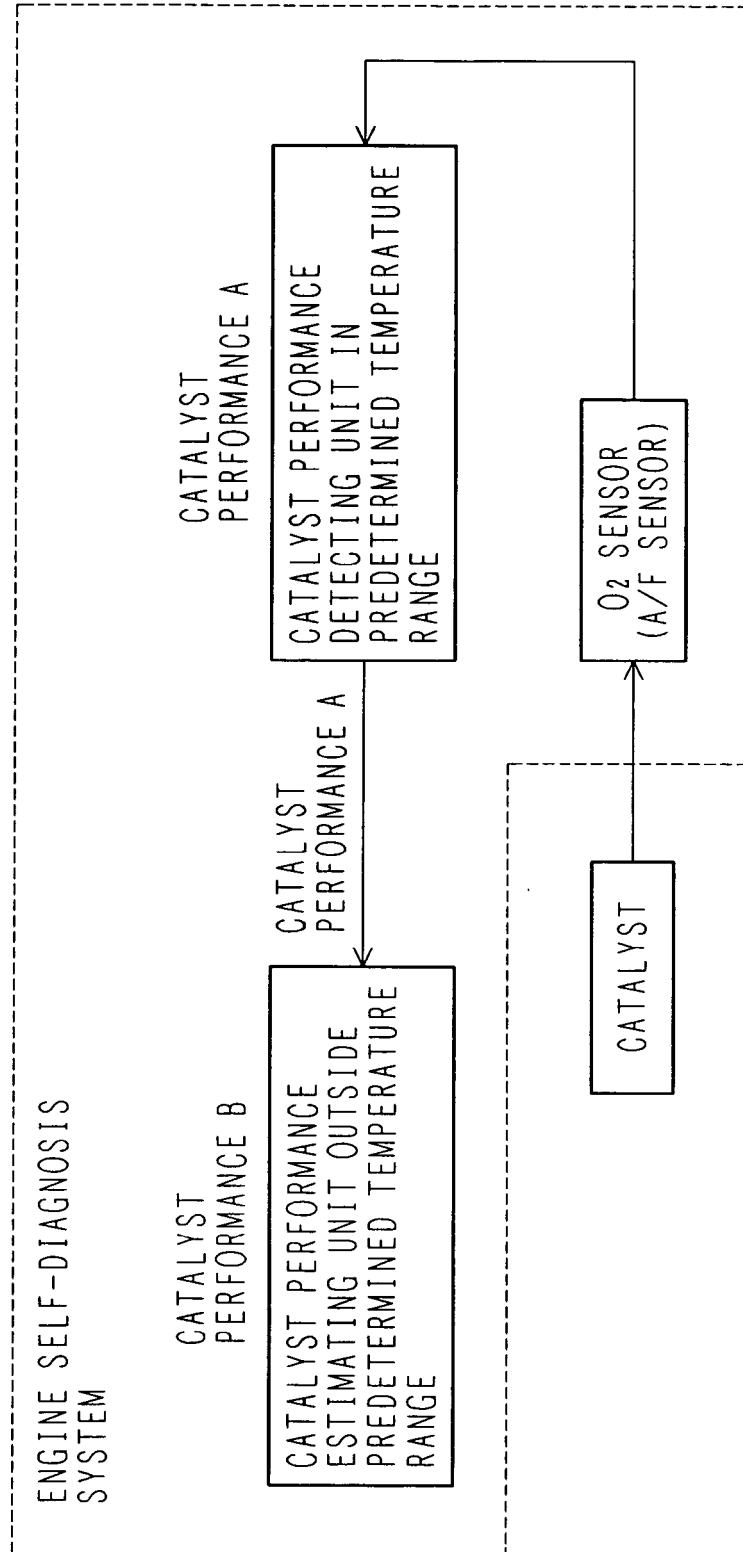 ENGINE SELF-DIAGNOSIS
SYSTEM
CATALYST
PERFORMANCE B
CATALYST PERFORMANCE
ESTIMATING UNIT OUTSIDE
PREDETERMINED TEMPERATURE
RANGE
CATALYST
PERFORMANCE A
CATALYST
PERFORMANCE A
CATALYST PERFORMANCE
DETECTING UNIT IN
PREDETERMINED TEMPERATURE
RANGE
CATALYST
O2 SENSOR
(A/F SENSOR)